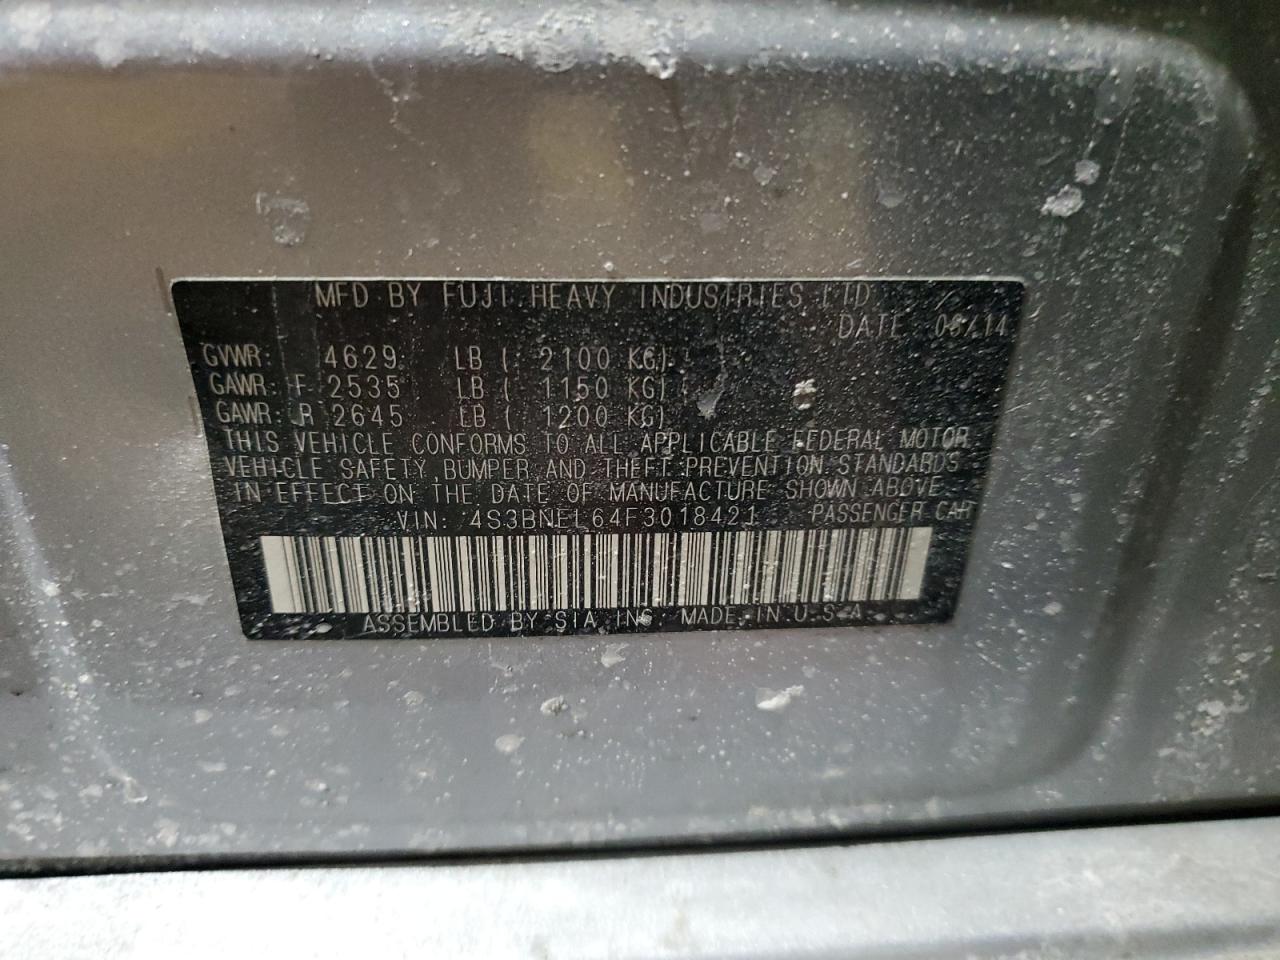 MFD BY FUJI HEAVY INDUSTRIES LTD
DATE
GVWR: 4629 LB ( 2100 KG)
GAWR: F 2535 LB ( 1150 KG)
GAWR: R 2645 LB ( 1200 KG)
THIS VEHICLE CONFORMS TO ALL APPLICABLE FEDERAL MOTOR
VEHICLE SAFETY, BUMPER, AND THEFT PREVENTION STANDARDS
IN EFFECT ON THE DATE OF MANUFACTURE SHOWN ABOVE.
VIN: 4S3BNEL64F3018421 PASSENGER CAR
ASSEMBLED BY SIA, INC. MADE IN U.S.A.